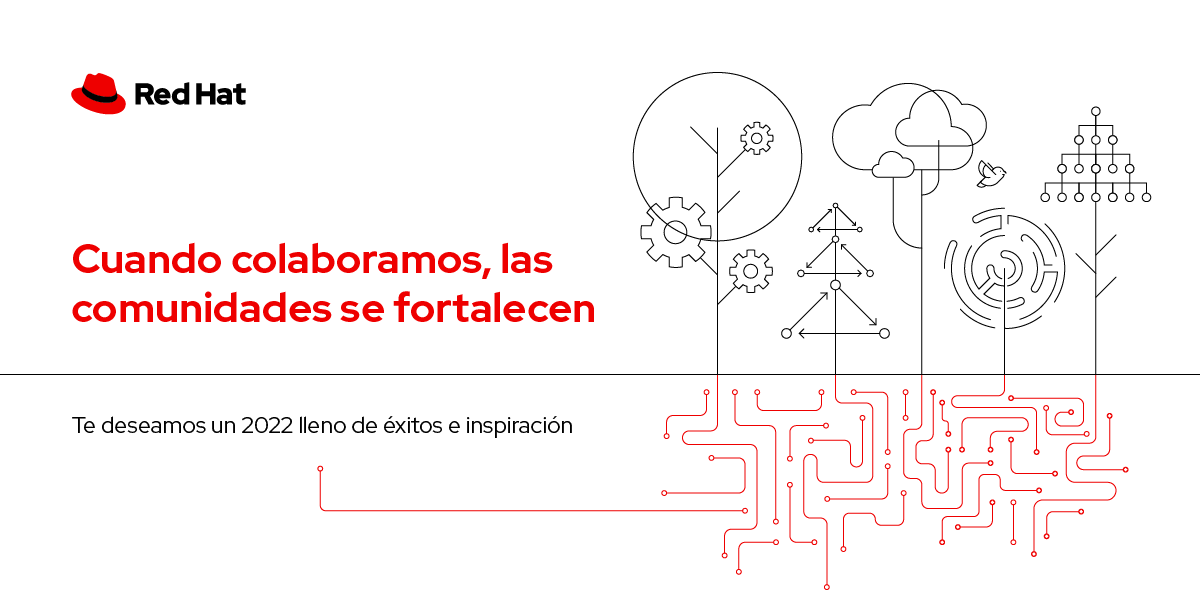 Red Hat
Cuando colaboramos, las
comunidades se fortalecen
Te deseamos un 2022 lleno de éxitos e inspiración